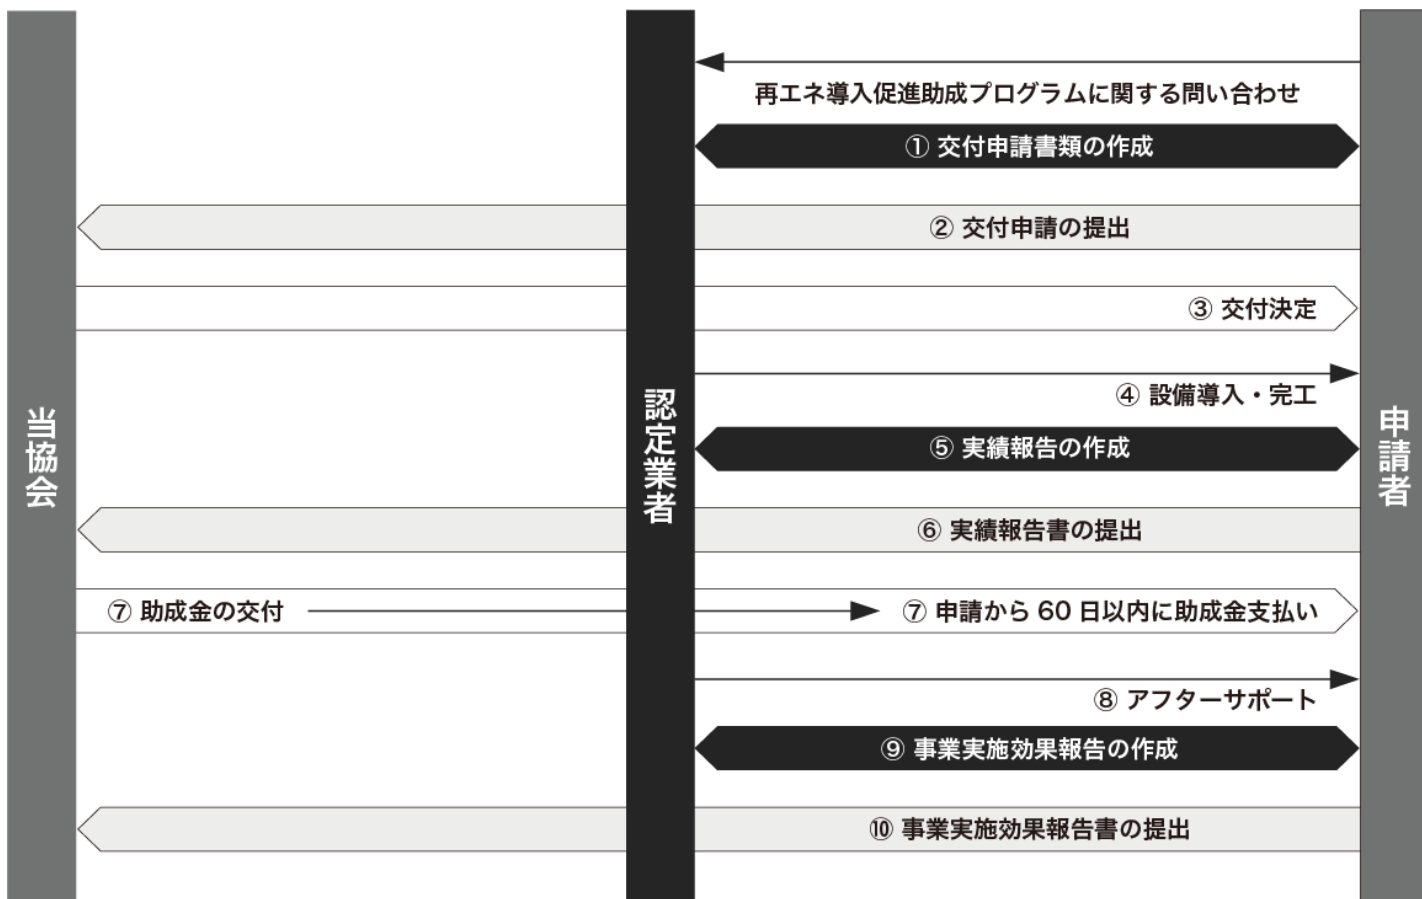 再エネ導入促進助成プログラムに関する問い合わせ
① 交付申請書類の作成
② 交付申請の提出
③ 交付決定
④ 設備導入・完工
⑤ 実績報告の作成
⑥ 実績報告書の提出
⑦ 助成金の交付
⑦ 申請から 60 日以内に助成金支払い
⑧ アフターサポート
⑨ 事業実施効果報告の作成
⑩ 事業実施効果報告書の提出
当協会
認定業者
申請者